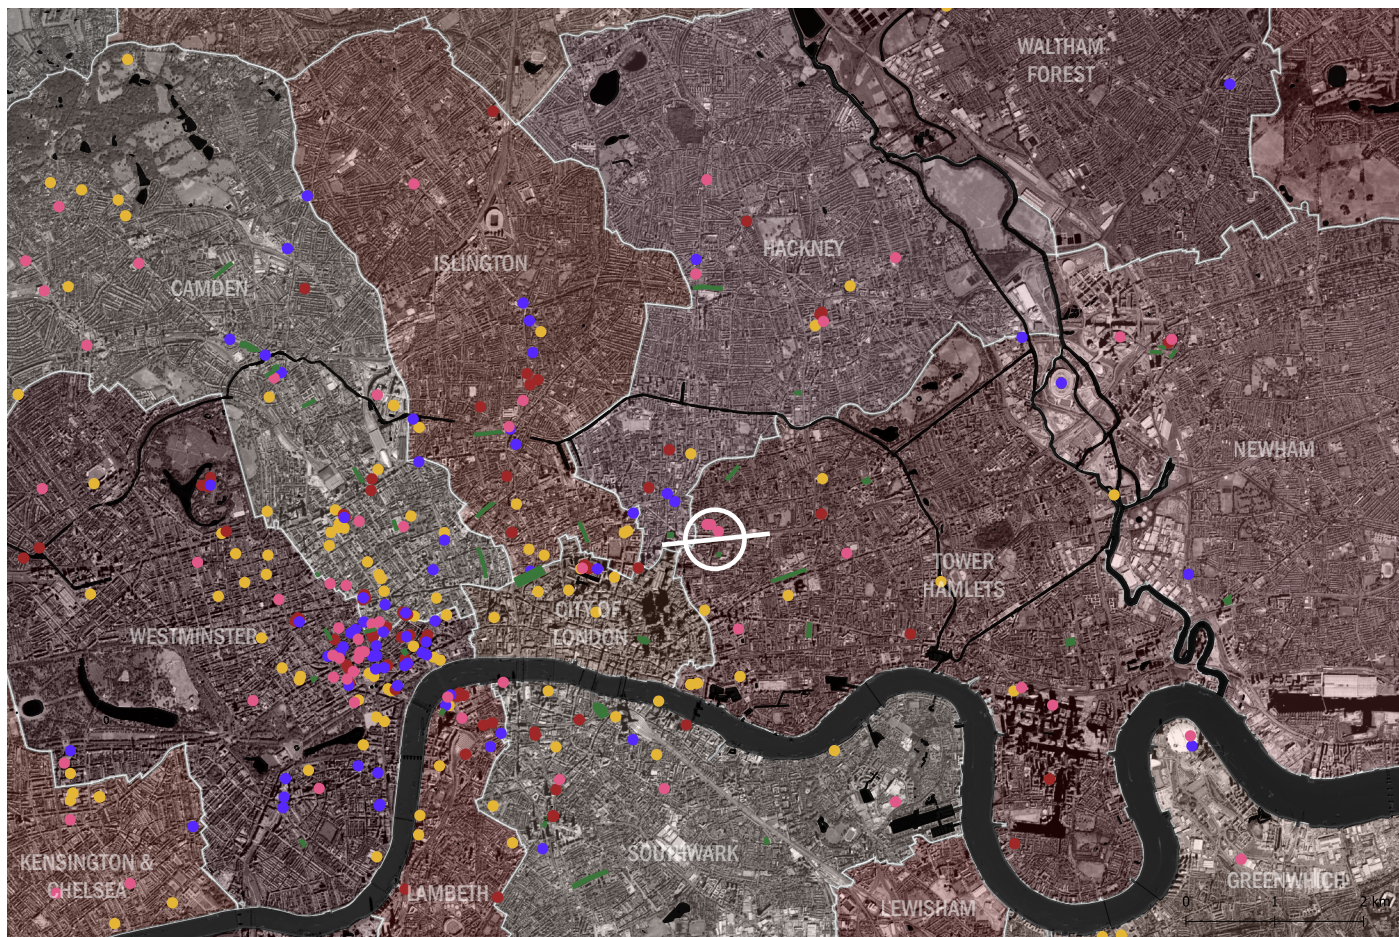 WALTHAM
FOREST
HACKNEY
ISLINGTON
CAMDEN
NEWHAM
TOWER
HAMLETS
CITY OF
LONDON
WESTMINSTER
SOUTHWARK
KENSINGTON &
CHELSEA
LAMBETH
LEWISHAM
GREENWHICH
0 1 2 km